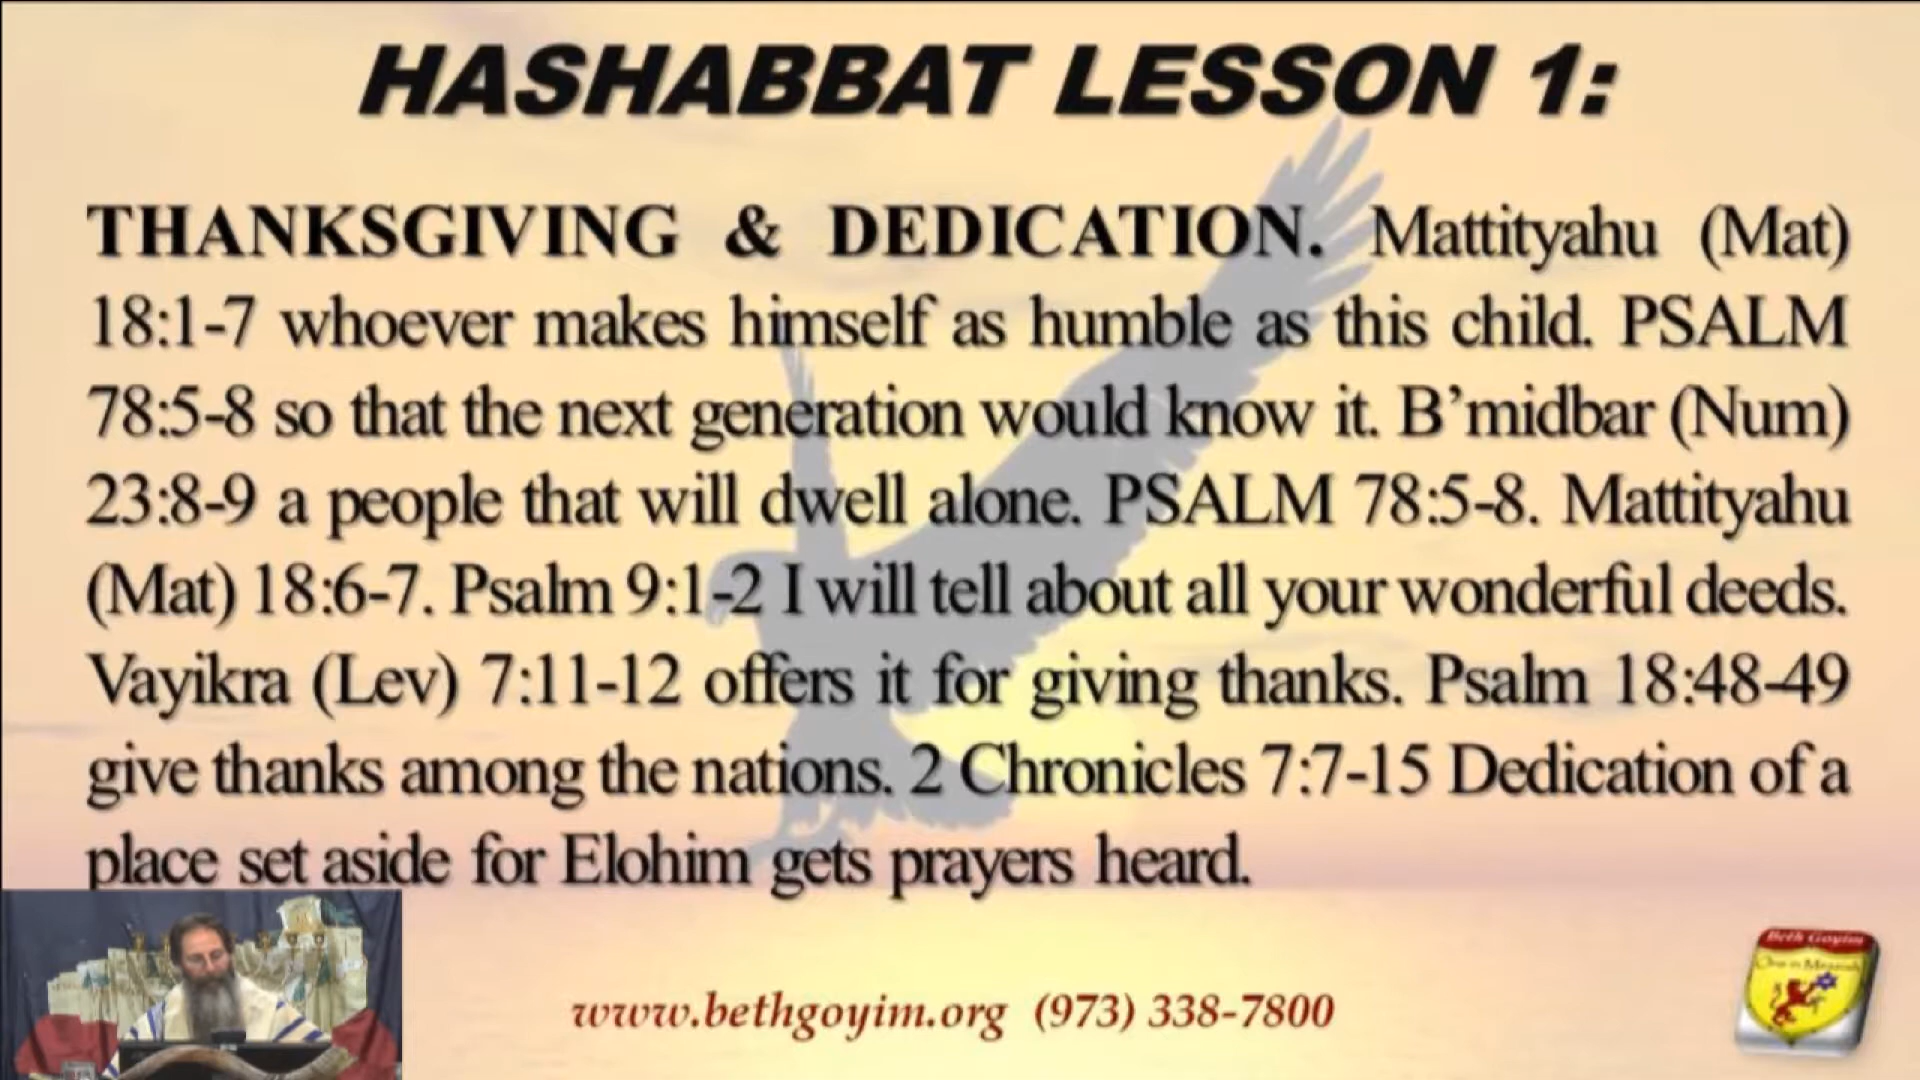 HASHABBAT LESSON 1:
THANKSGIVING & DEDICATION. Mattityahu (Mat)
18:1-7 whoever makes himself as humble as this child. PSALM
78:5-8 so that the next generation would know it. B’midbar (Num)
23:8-9 a people that will dwell alone. PSALM 78:5-8. Mattityahu
(Mat) 18:6-7. Psalm 9:1-2 I will tell about all your wonderful deeds.
Vayikra (Lev) 7:11-12 offers it for giving thanks. Psalm 18:48-49
give thanks among the nations. 2 Chronicles 7:7-15 Dedication of a
place set aside for Elohim gets prayers heard.
www.bethgoyim.org (973) 338-7800
Beth Goyim
One in Messiah